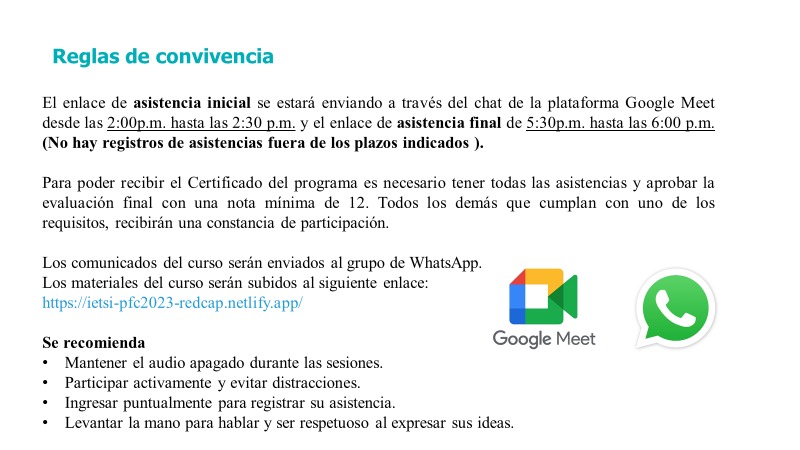 Reglas de convivencia
El enlace de asistencia inicial se estará enviando a través del chat de la plataforma Google Meet
desde las 2:00p.m. hasta las 2:30 p.m. y el enlace de asistencia final de 5:30p.m. hasta las 6:00 p.m.
(No hay registros de asistencias fuera de los plazos indicados ).
Para poder recibir el Certificado del programa es necesario tener todas las asistencias y aprobar la
evaluación final con una nota mínima de 12. Todos los demás que cumplan con uno de los
requisitos, recibirán una constancia de participación.
Los comunicados del curso serán enviados al grupo de WhatsApp.
Los materiales del curso serán subidos al siguiente enlace:
https://ietsi-pfc2023-redcap.netlify.app/
Google Meet
Se recomienda
• Mantener el audio apagado durante las sesiones.
• Participar activamente y evitar distracciones.
• Ingresar puntualmente para registrar su asistencia.
• Levantar la mano para hablar y ser respetuoso al expresar sus ideas.